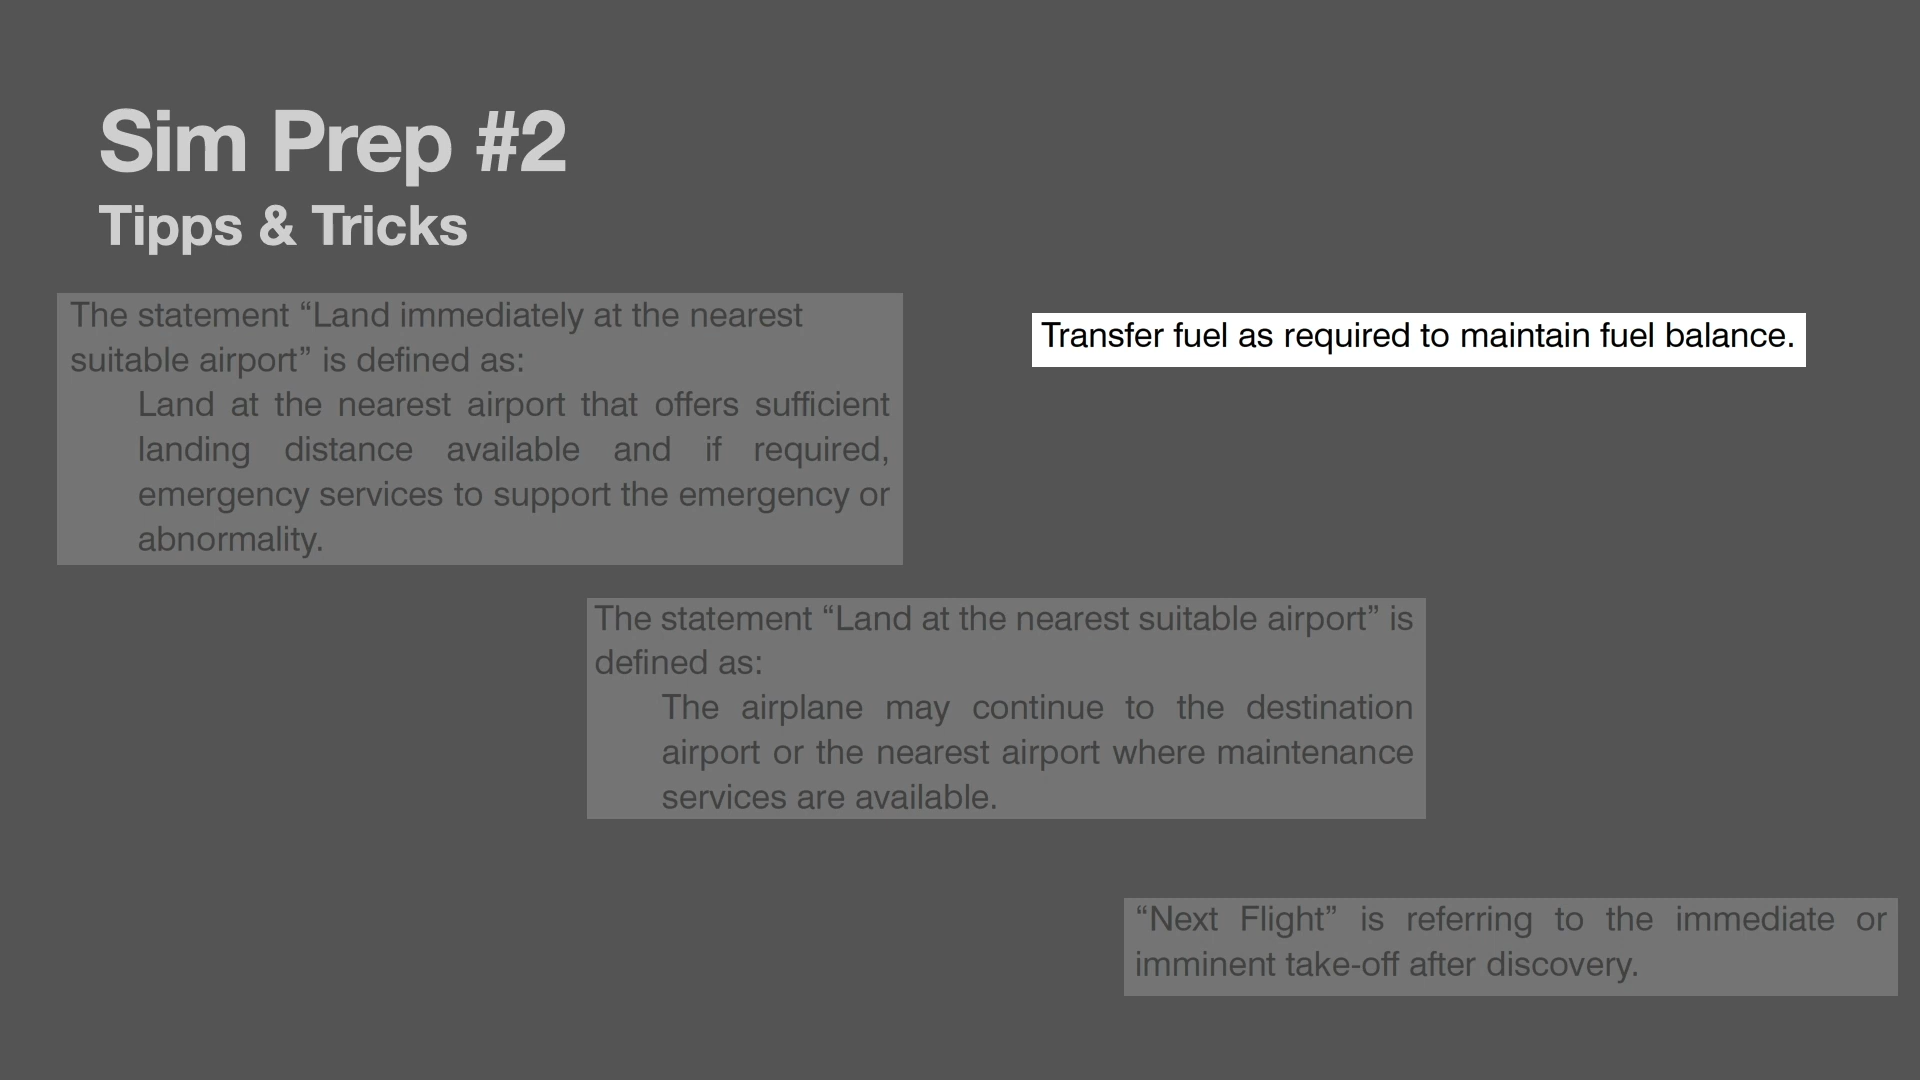 Sim Prep #2
Tipps & Tricks
The statement “Land immediately at the nearest
suitable airport” is defined as:
Land at the nearest airport that offers sufficient
landing distance available and if required,
emergency services to support the emergency or
abnormality.
Transfer fuel as required to maintain fuel balance.
The statement “Land at the nearest suitable airport” is
defined as:
The airplane may continue to the destination
airport or the nearest airport where maintenance
services are available.
“Next Flight” is referring to the immediate or
imminent take-off after discovery.